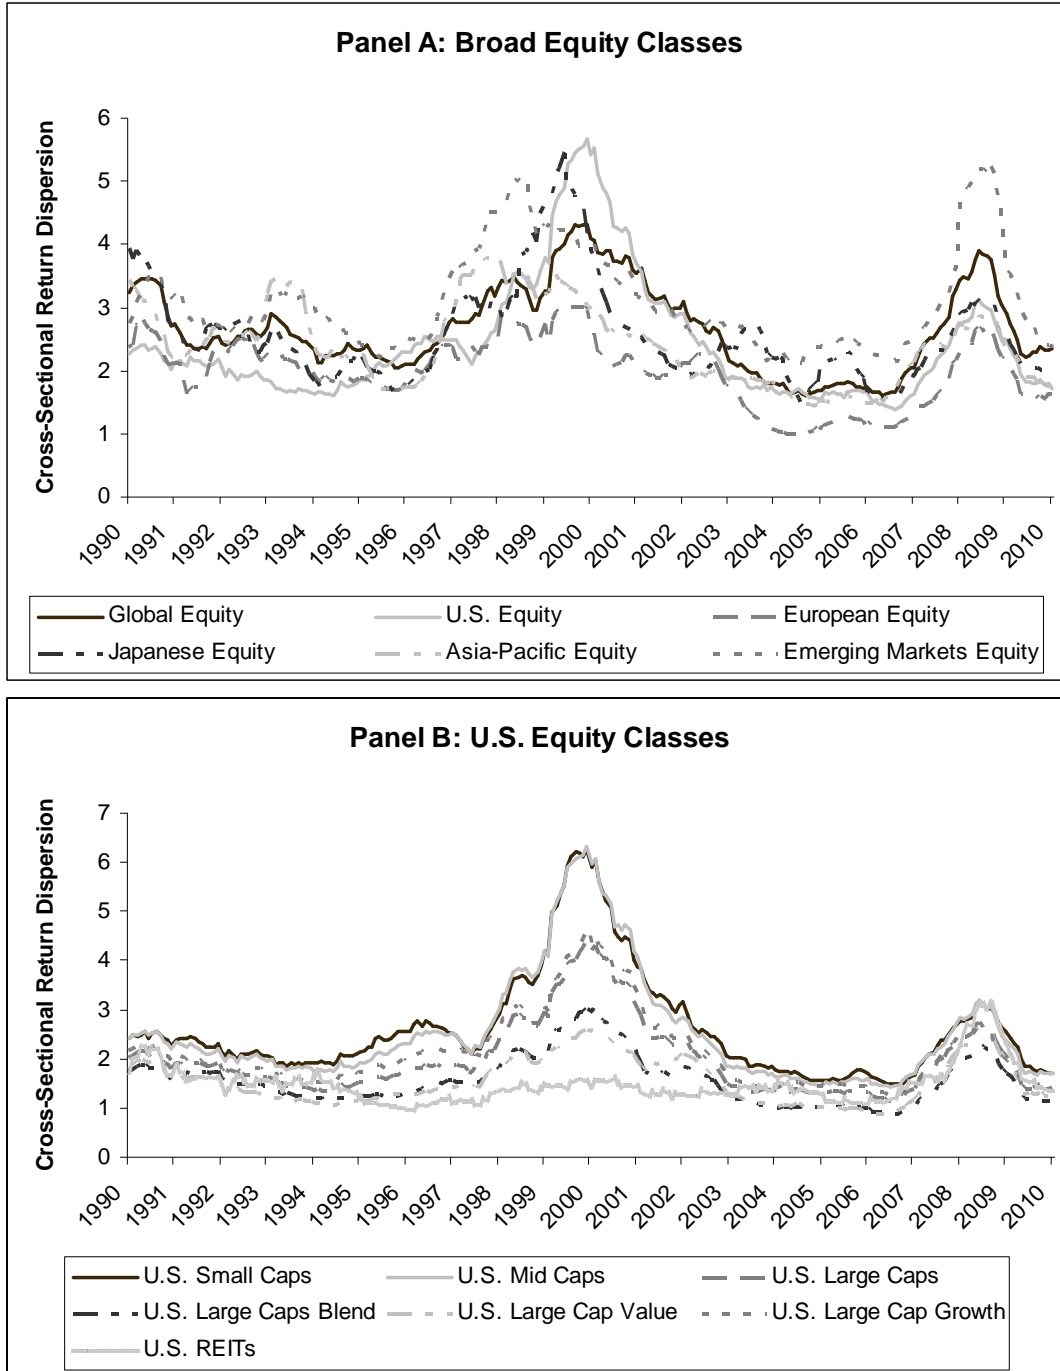 Panel A: Broad Equity Classes
Cross-Sectional Return Dispersion
6
5
4
3
2
1
0
1990 1991 1992 1993 1994 1995 1996 1997 1998 1999 2000 2001 2002 2003 2004 2005 2006 2007 2008 2009 2010
Global Equity U.S. Equity European Equity
Japanese Equity Asia-Pacific Equity Emerging Markets Equity
Panel B: U.S. Equity Classes
Cross-Sectional Return Dispersion
7
6
5
4
3
2
1
0
1990 1991 1992 1993 1994 1995 1996 1997 1998 1999 2000 2001 2002 2003 2004 2005 2006 2007 2008 2009 2010
U.S. Small Caps U.S. Mid Caps U.S. Large Caps
U.S. Large Caps Blend U.S. Large Cap Value U.S. Large Cap Growth
U.S. REITs